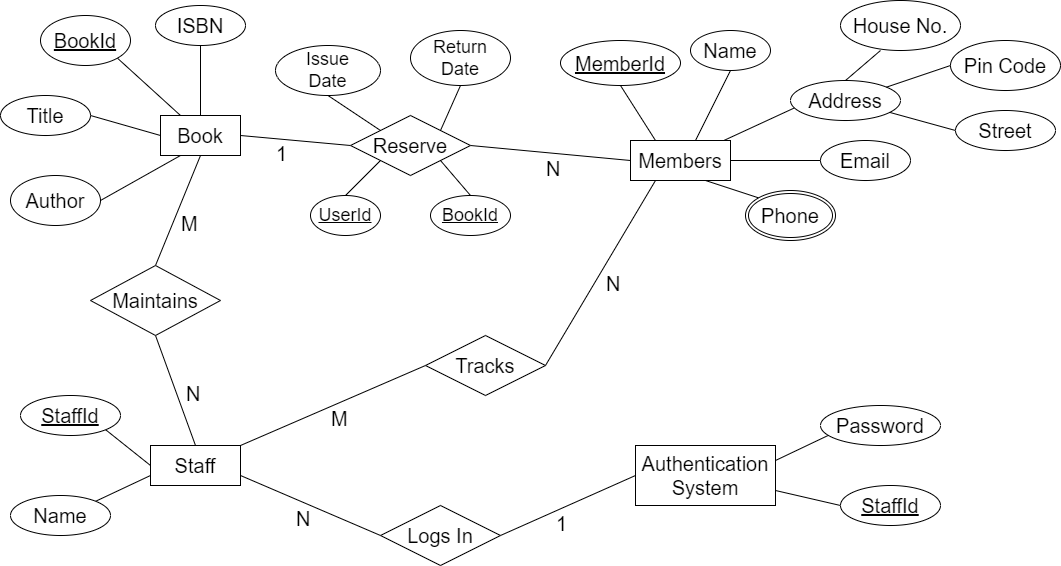 ISBN
BookId
Title
Book
Author
Issue
Date
Return
Date
Reserve
UserId
BookId
1
N
MemberId
Name
House No.
Pin Code
Address
Street
Members
Email
Phone
M
Maintains
N
N
Tracks
M
StaffId
Staff
Name
N
Logs In
1
Authentication
System
Password
StaffId